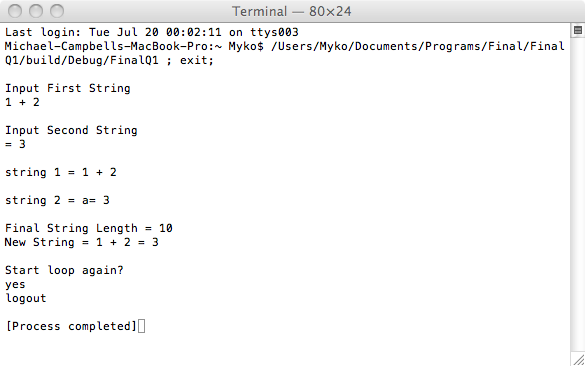 Terminal — 80×24
Last login: Tue Jul 20 00:02:11 on ttys003
Michael-Campbells-MacBook-Pro:~ Myko$ /Users/Myko/Documents/Programs/Final/Final
Q1/build/Debug/FinalQ1 ; exit;
Input First String
1 + 2
Input Second String
= 3
string 1 = 1 + 2
string 2 = a= 3
Final String Length = 10
New String = 1 + 2 = 3
Start loop again?
yes
logout
[Process completed]